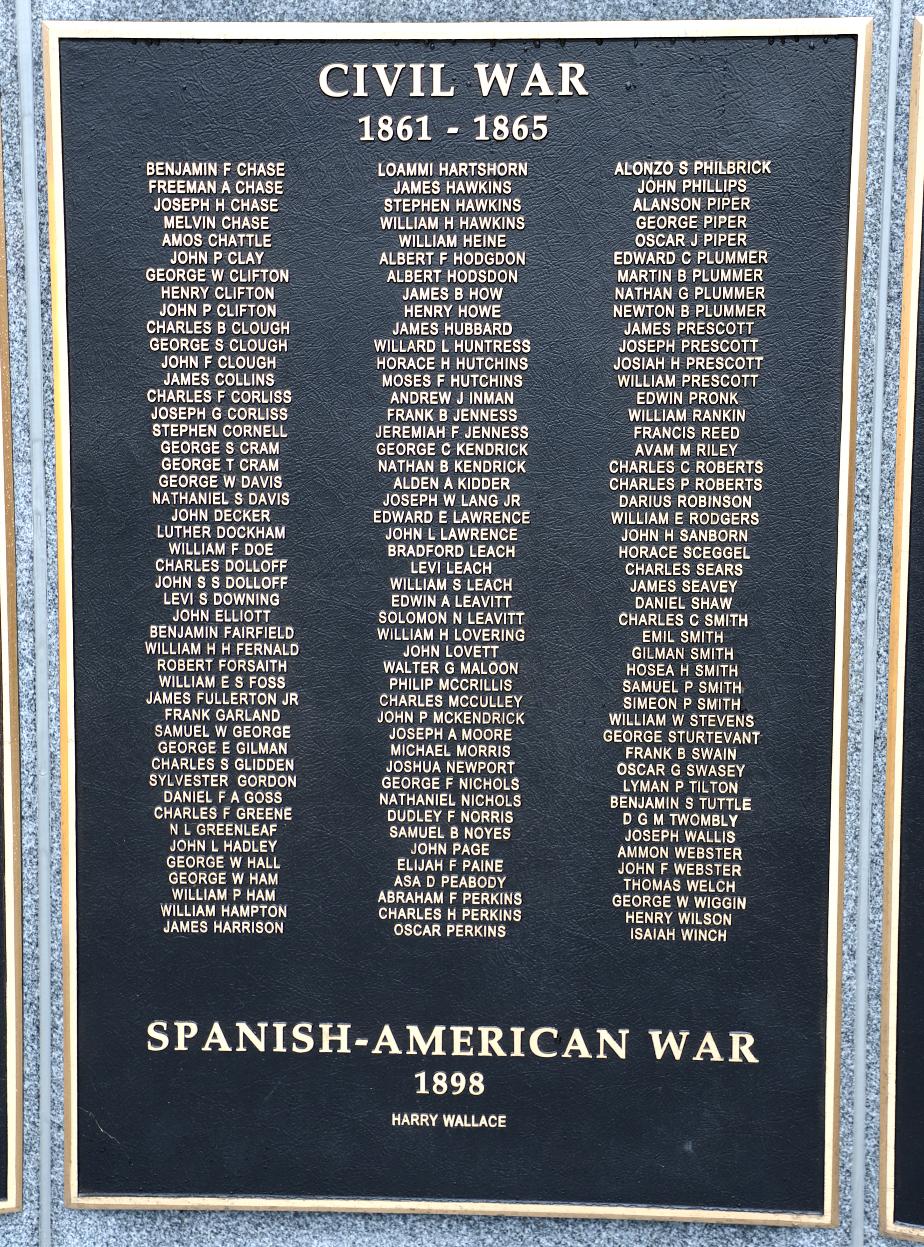 CIVIL WAR
1861 - 1865
BENJAMIN F CHASE
FREEMAN A CHASE
JOSEPH H CHASE
MELVIN CHASE
AMOS CHATTLE
JOHN P CLAY
GEORGE W CLIFTON
HENRY CLIFTON
JOHN P CLIFTON
CHARLES B CLOUGH
GEORGE S CLOUGH
JOHN F CLOUGH
JAMES COLLINS
CHARLES F CORLISS
JOSEPH G CORLISS
STEPHEN CORNELL
GEORGE S CRAM
GEORGE T CRAM
GEORGE W DAVIS
NATHANIEL S DAVIS
JOHN DECKER
LUTHER DOCKHAM
WILLIAM F DOE
CHARLES DOLLOFF
JOHN S S DOLLOFF
LEVI S DOWNING
JOHN ELLIOTT
BENJAMIN FAIRFIELD
WILLIAM H H FERNALD
ROBERT FORSAITH
WILLIAM E S FOSS
JAMES FULLERTON JR
FRANK GARLAND
SAMUEL W GEORGE
GEORGE E GILMAN
CHARLES S GLIDDEN
SYLVESTER GORDON
DANIEL F A GOSS
CHARLES F GREENE
N L GREENLEAF
JOHN L HADLEY
GEORGE W HALL
GEORGE W HAM
WILLIAM P HAM
WILLIAM HAMPTON
JAMES HARRISON
LOAMMI HARTSHORN
JAMES HAWKINS
STEPHEN HAWKINS
WILLIAM H HAWKINS
WILLIAM HEINE
ALBERT F HODGDON
ALBERT HODSDON
JAMES B HOW
HENRY HOWE
JAMES HUBBARD
WILLARD L HUNTRESS
HORACE H HUTCHINS
MOSES F HUTCHINS
ANDREW J INMAN
FRANK B JENNESS
JEREMIAH F JENNESS
GEORGE C KENDRICK
NATHAN B KENDRICK
ALDEN A KIDDER
JOSEPH W LANG JR
EDWARD E LAWRENCE
JOHN L LAWRENCE
BRADFORD LEACH
LEVI LEACH
WILLIAM S LEACH
EDWIN A LEAVITT
SOLOMON N LEAVITT
WILLIAM H LOVERING
JOHN LOVETT
WALTER G MALOON
PHILIP MCCRILLIS
CHARLES MCCULLEY
JOHN P MCKENDRICK
JOSEPH A MOORE
MICHAEL MORRIS
JOSHUA NEWPORT
GEORGE F NICHOLS
NATHANIEL NICHOLS
DUDLEY F NORRIS
SAMUEL B NOYES
JOHN PAGE
ELIJAH F PAINE
ASA D PEABODY
ABRAHAM F PERKINS
CHARLES H PERKINS
OSCAR PERKINS
ALONZO S PHILBRICK
JOHN PHILLIPS
ALANSON PIPER
GEORGE PIPER
OSCAR J PIPER
EDWARD C PLUMMER
MARTIN B PLUMMER
NATHAN G PLUMMER
NEWTON B PLUMMER
JAMES PRESCOTT
JOSEPH PRESCOTT
JOSIAH H PRESCOTT
WILLIAM PRESCOTT
EDWIN PRONK
WILLIAM RANKIN
FRANCIS REED
AVAM M RILEY
CHARLES C ROBERTS
CHARLES P ROBERTS
DARIUS ROBINSON
WILLIAM E RODGERS
JOHN H SANBORN
HORACE SCEGGEL
CHARLES SEARS
JAMES SEAVEY
DANIEL SHAW
CHARLES C SMITH
EMIL SMITH
GILMAN SMITH
HOSEA H SMITH
SAMUEL P SMITH
SIMEON P SMITH
WILLIAM W STEVENS
GEORGE STURTEVANT
FRANK B SWAIN
OSCAR G SWASEY
LYMAN P TILTON
BENJAMIN S TUTTLE
D G M TWOMBLY
JOSEPH WALLIS
AMMON WEBSTER
JOHN F WEBSTER
THOMAS WELCH
GEORGE W WIGGIN
HENRY WILSON
ISAIAH WINCH
SPANISH-AMERICAN WAR
1898
HARRY WALLACE